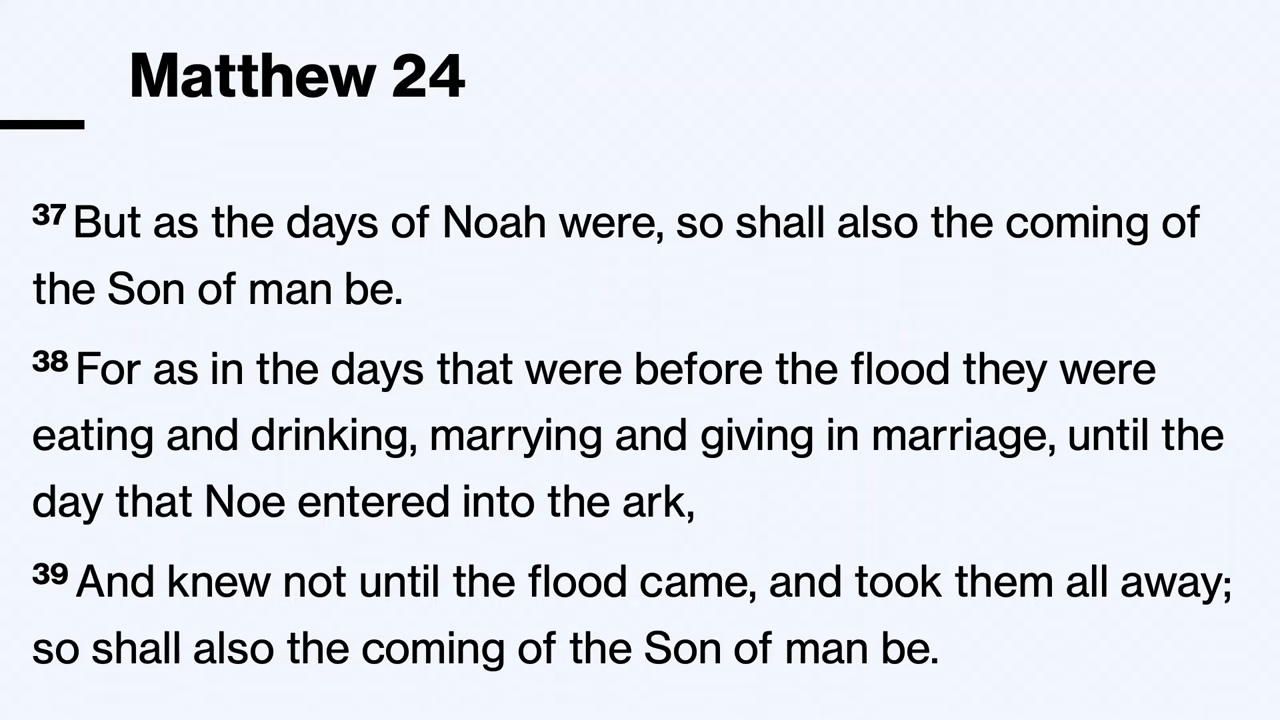 Matthew 24
37 But as the days of Noah were, so shall also the coming of
the Son of man be.
38 For as in the days that were before the flood they were
eating and drinking, marrying and giving in marriage, until the
day that Noe entered into the ark,
39 And knew not until the flood came, and took them all away;
so shall also the coming of the Son of man be.